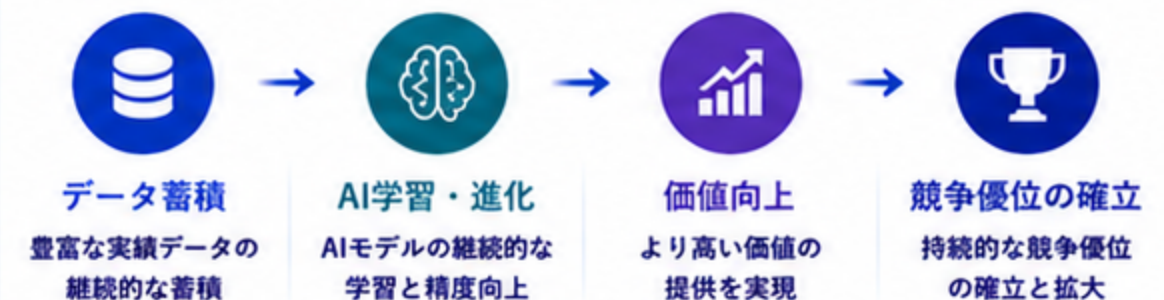 データ蓄積
豊富な実績データの
継続的な蓄積
AI学習・進化
AIモデルの継続的な
学習と精度向上
価値向上
より高い価値の
提供を実現
競争優位の確立
持続的な競争優位
の確立と拡大